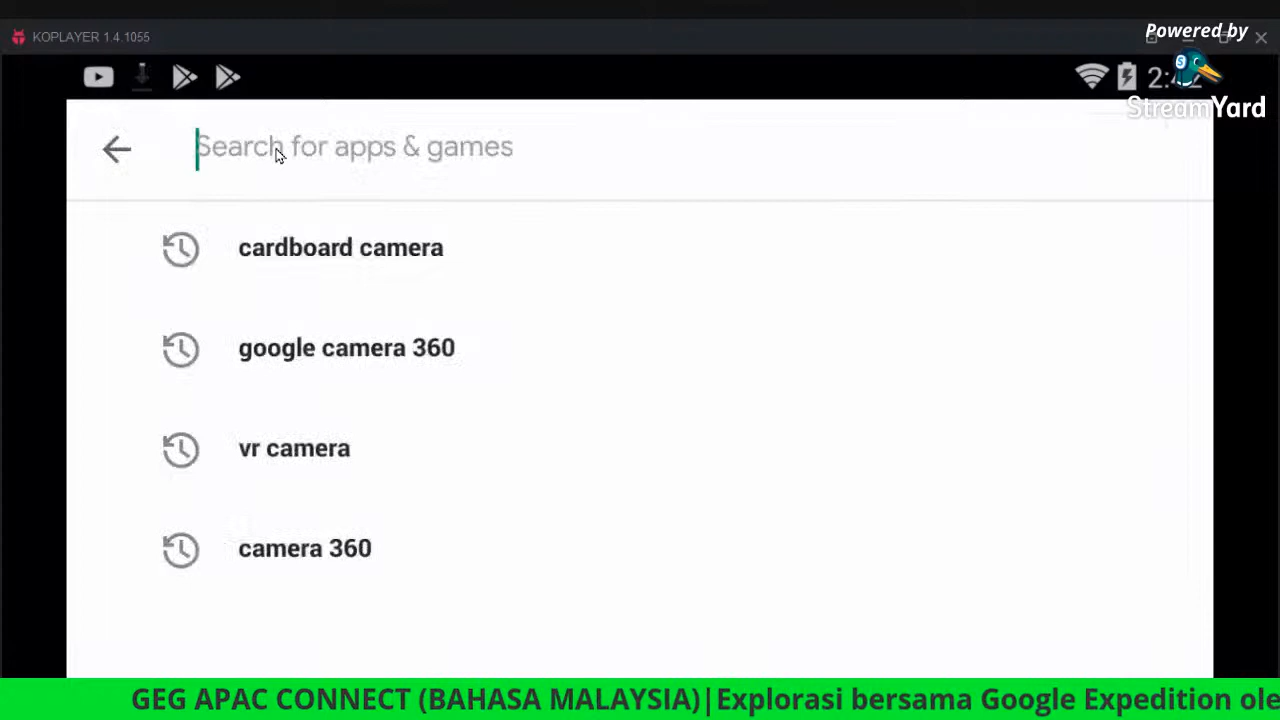 Powered by
KOPLAYER 1.4.1055
StreamYard
Search for apps & games
cardboard camera
google camera 360
vr camera
camera 360
GEG APAC CONNECT (BAHASA MALAYSIA)|Explorasi bersama Google Expedition ole